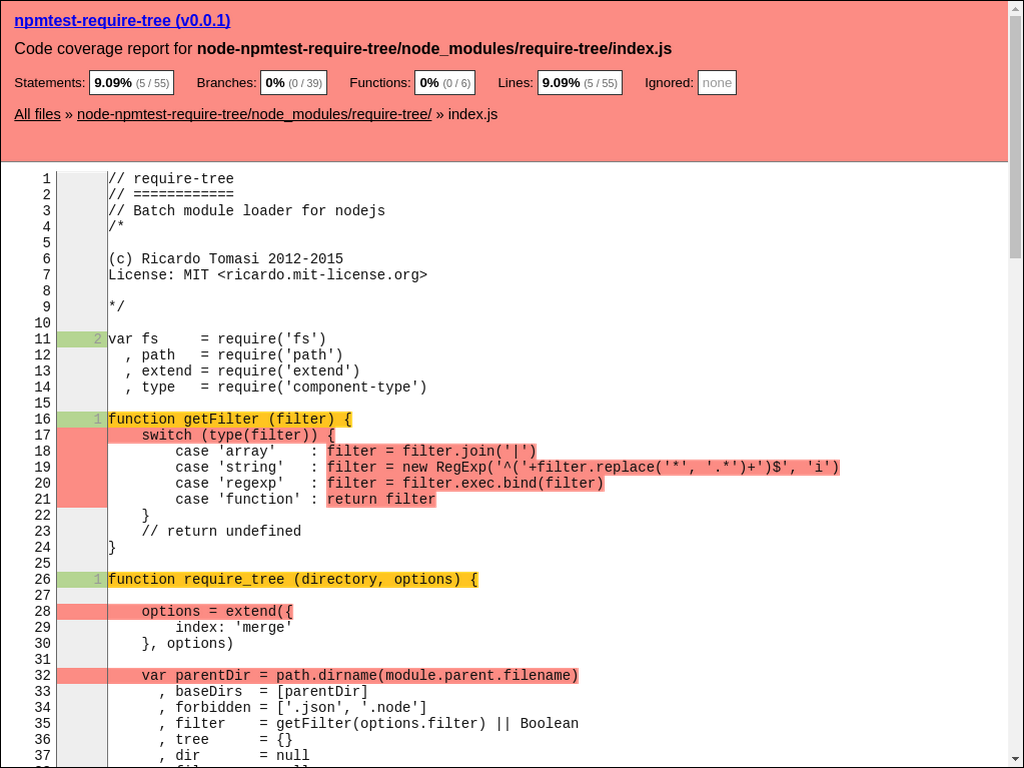 npmtest-require-tree (v0.0.1)
Code coverage report for node-npmtest-require-tree/node_modules/require-tree/index.js
Statements: 9.09% (5 / 55) Branches: 0% (0 / 39) Functions: 0% (0 / 6) Lines: 9.09% (5 / 55) Ignored: none
All files » node-npmtest-require-tree/node_modules/require-tree/ » index.js
1 // require-tree
2 // ============
3 // Batch module loader for nodejs
4 /*
5
6 (c) Ricardo Tomasi 2012-2015
7 License: MIT <ricardo.mit-license.org>
8
9 */
10
11 2 var fs     = require('fs')
12   , path   = require('path')
13   , extend = require('extend')
14   , type   = require('component-type')
15
16 1 function getFilter (filter) {
17     switch (type(filter)) {
18         case 'array'    : filter = filter.join('|')
19         case 'string'   : filter = new RegExp('^('+filter.replace('*', '.*')+')$', 'i')
20         case 'regexp'   : filter = filter.exec.bind(filter)
21         case 'function' : return filter
22     }
23     // return undefined
24 }
25
26 1 function require_tree (directory, options) {
27
28     options = extend({
29         index: 'merge'
30     }, options)
31
32     var parentDir = path.dirname(module.parent.filename)
33       , baseDirs  = [parentDir]
34       , forbidden = ['.json', '.node']
35       , filter    = getFilter(options.filter) || Boolean
36       , tree      = {}
37       , dir       = null